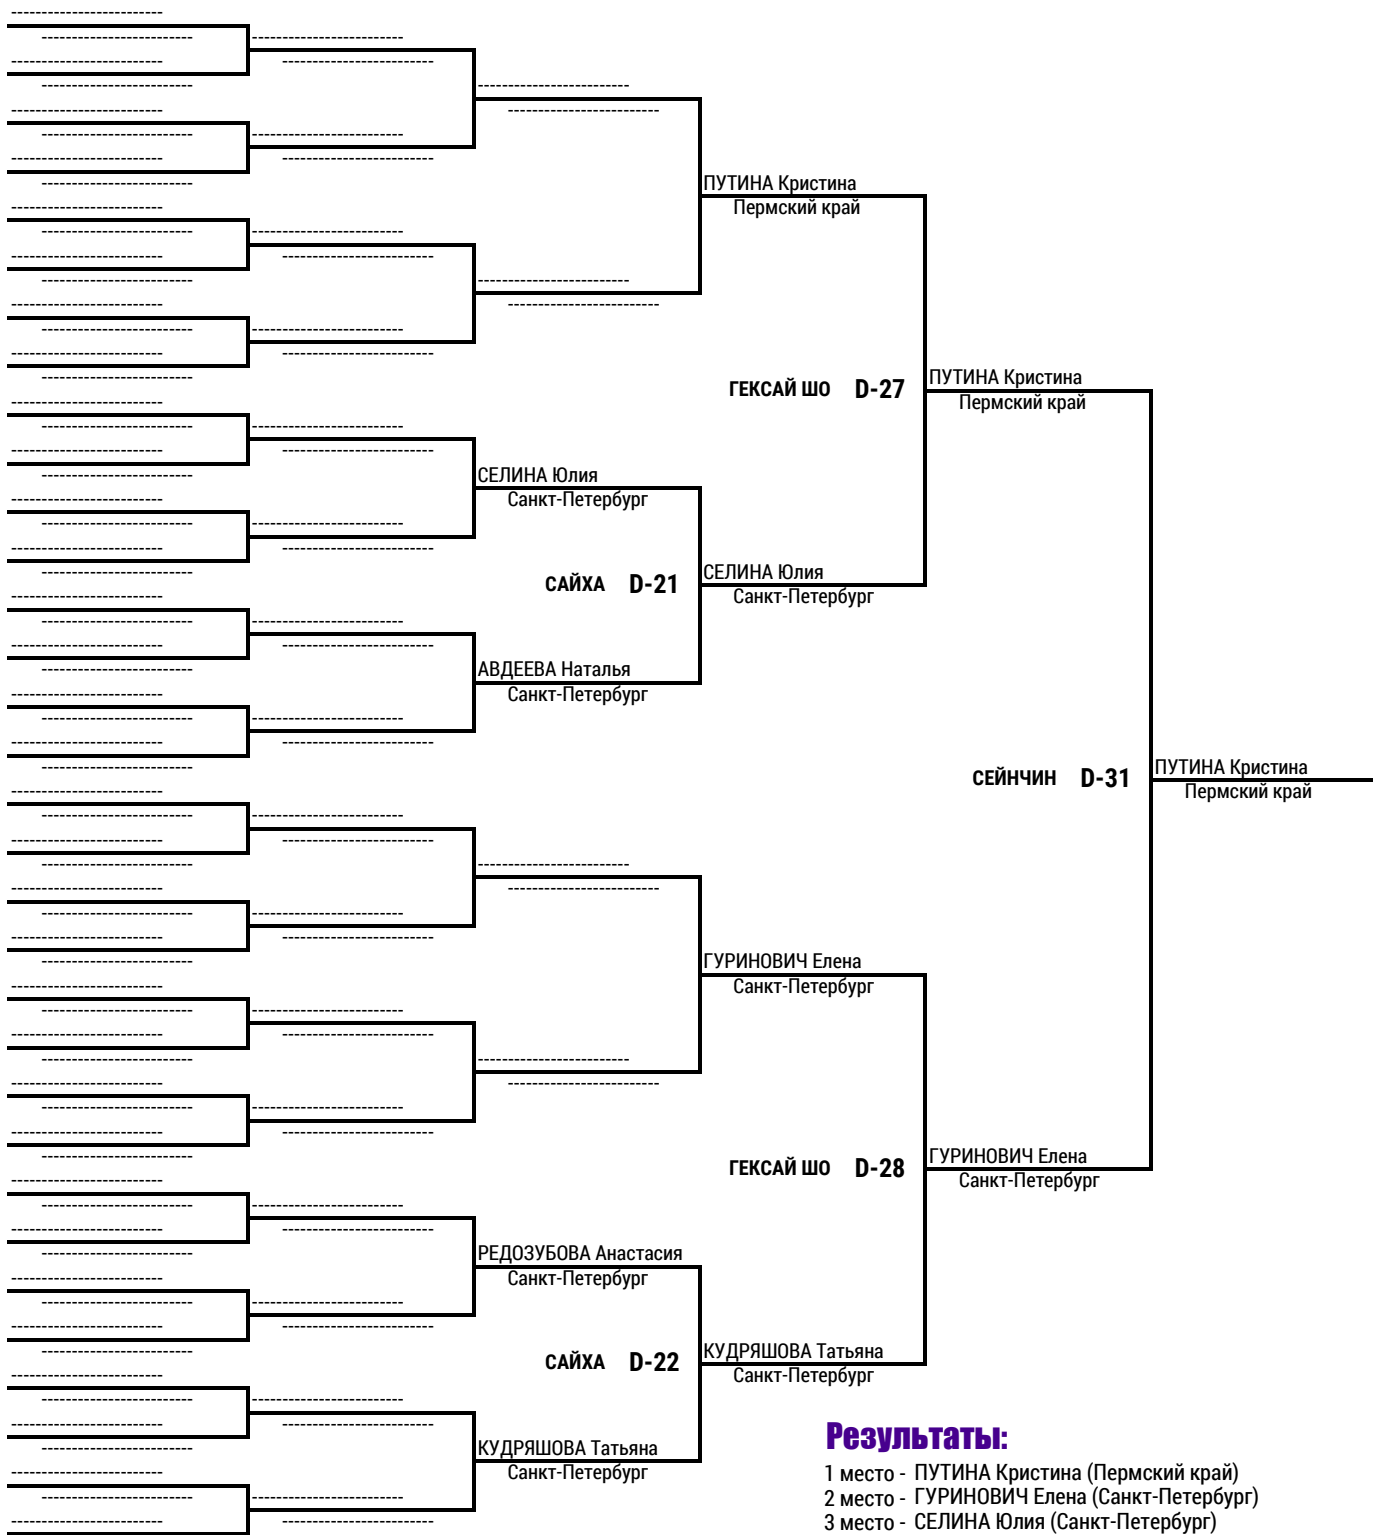 ПУТИНА Кристина
Пермский край
ГЕКСАЙ ШО D-27
ПУТИНА Кристина
Пермский край
СЕЛИНА Юлия
Санкт-Петербург
САЙХА D-21
СЕЛИНА Юлия
Санкт-Петербург
АВДЕЕВА Наталья
Санкт-Петербург
СЕЙНЧИН D-31
ПУТИНА Кристина
Пермский край
ГУРИНОВИЧ Елена
Санкт-Петербург
ГЕКСАЙ ШО D-28
ГУРИНОВИЧ Елена
Санкт-Петербург
РЕДОЗУБОВА Анастасия
Санкт-Петербург
САЙХА D-22
КУДРЯШОВА Татьяна
Санкт-Петербург
КУДРЯШОВА Татьяна
Санкт-Петербург
Результаты:
1 место - ПУТИНА Кристина (Пермский край)
2 место - ГУРИНОВИЧ Елена (Санкт-Петербург)
3 место - СЕЛИНА Юлия (Санкт-Петербург)